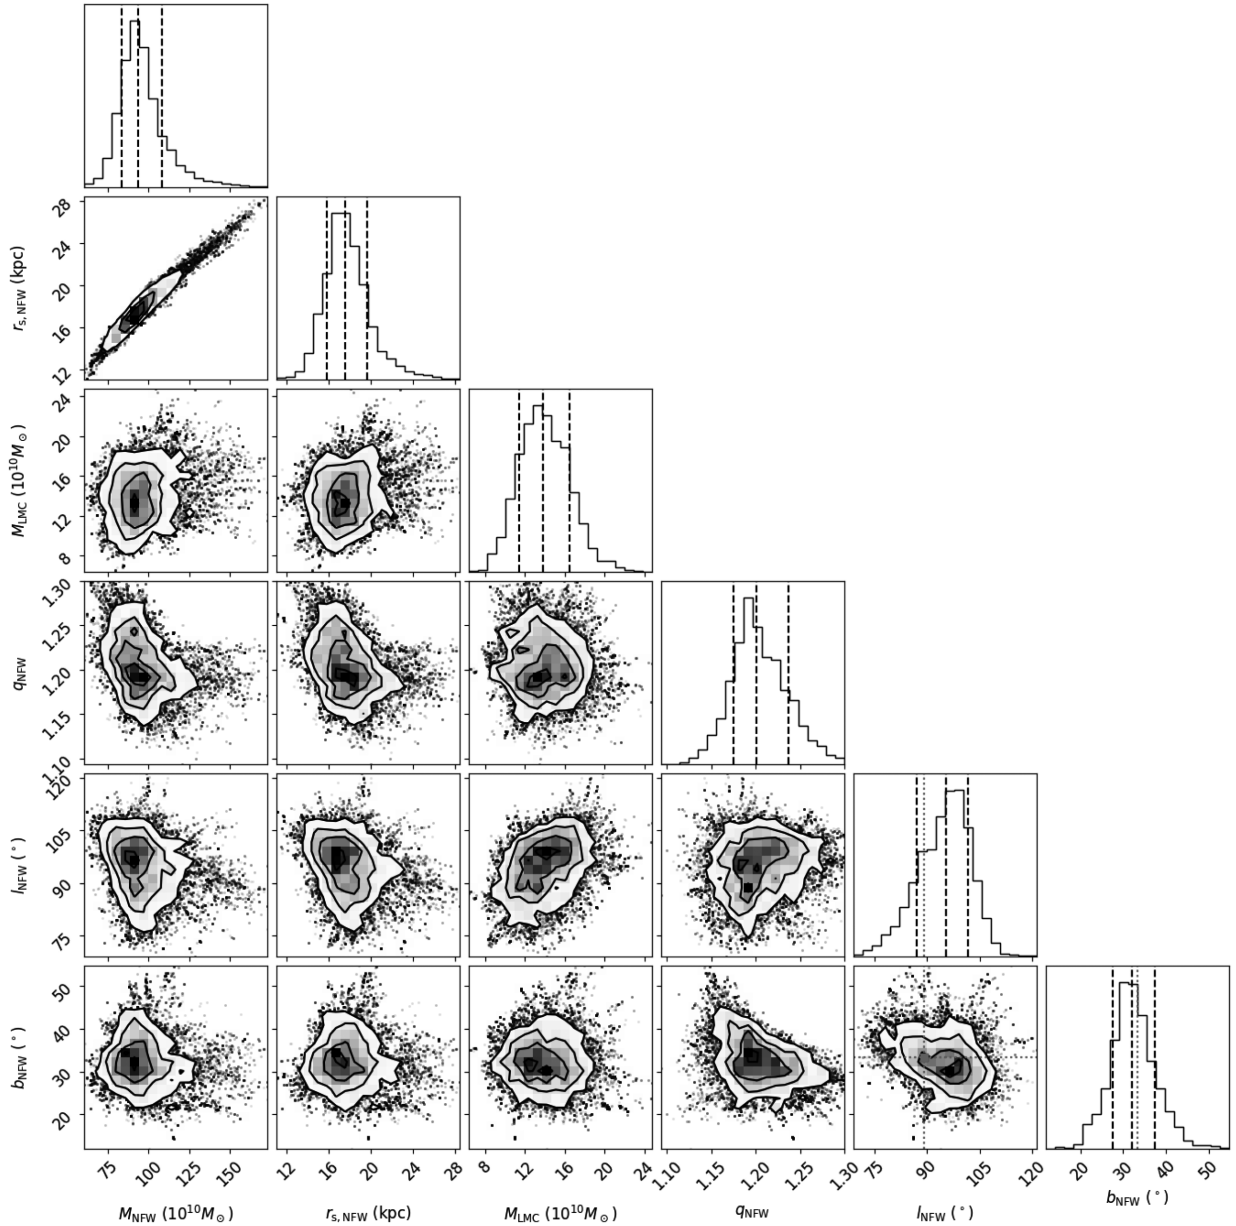 28
24
20
16
12
r_s,NFW (kpc)
24
20
16
12
8
M_LMC (10^10 M_⊙)
1.30
1.25
1.20
1.15
1.10
q_NFW
120
105
90
75
l_NFW (°)
50
40
30
20
b_NFW (°)
75 100 125 150
12 16 20 24 28
8 12 16 20 24
1.10 1.15 1.20 1.25 1.30
75 90 105 120
20 30 40 50
M_NFW (10^10 M_⊙)
r_s,NFW (kpc)
M_LMC (10^10 M_⊙)
q_NFW
l_NFW (°)
b_NFW (°)